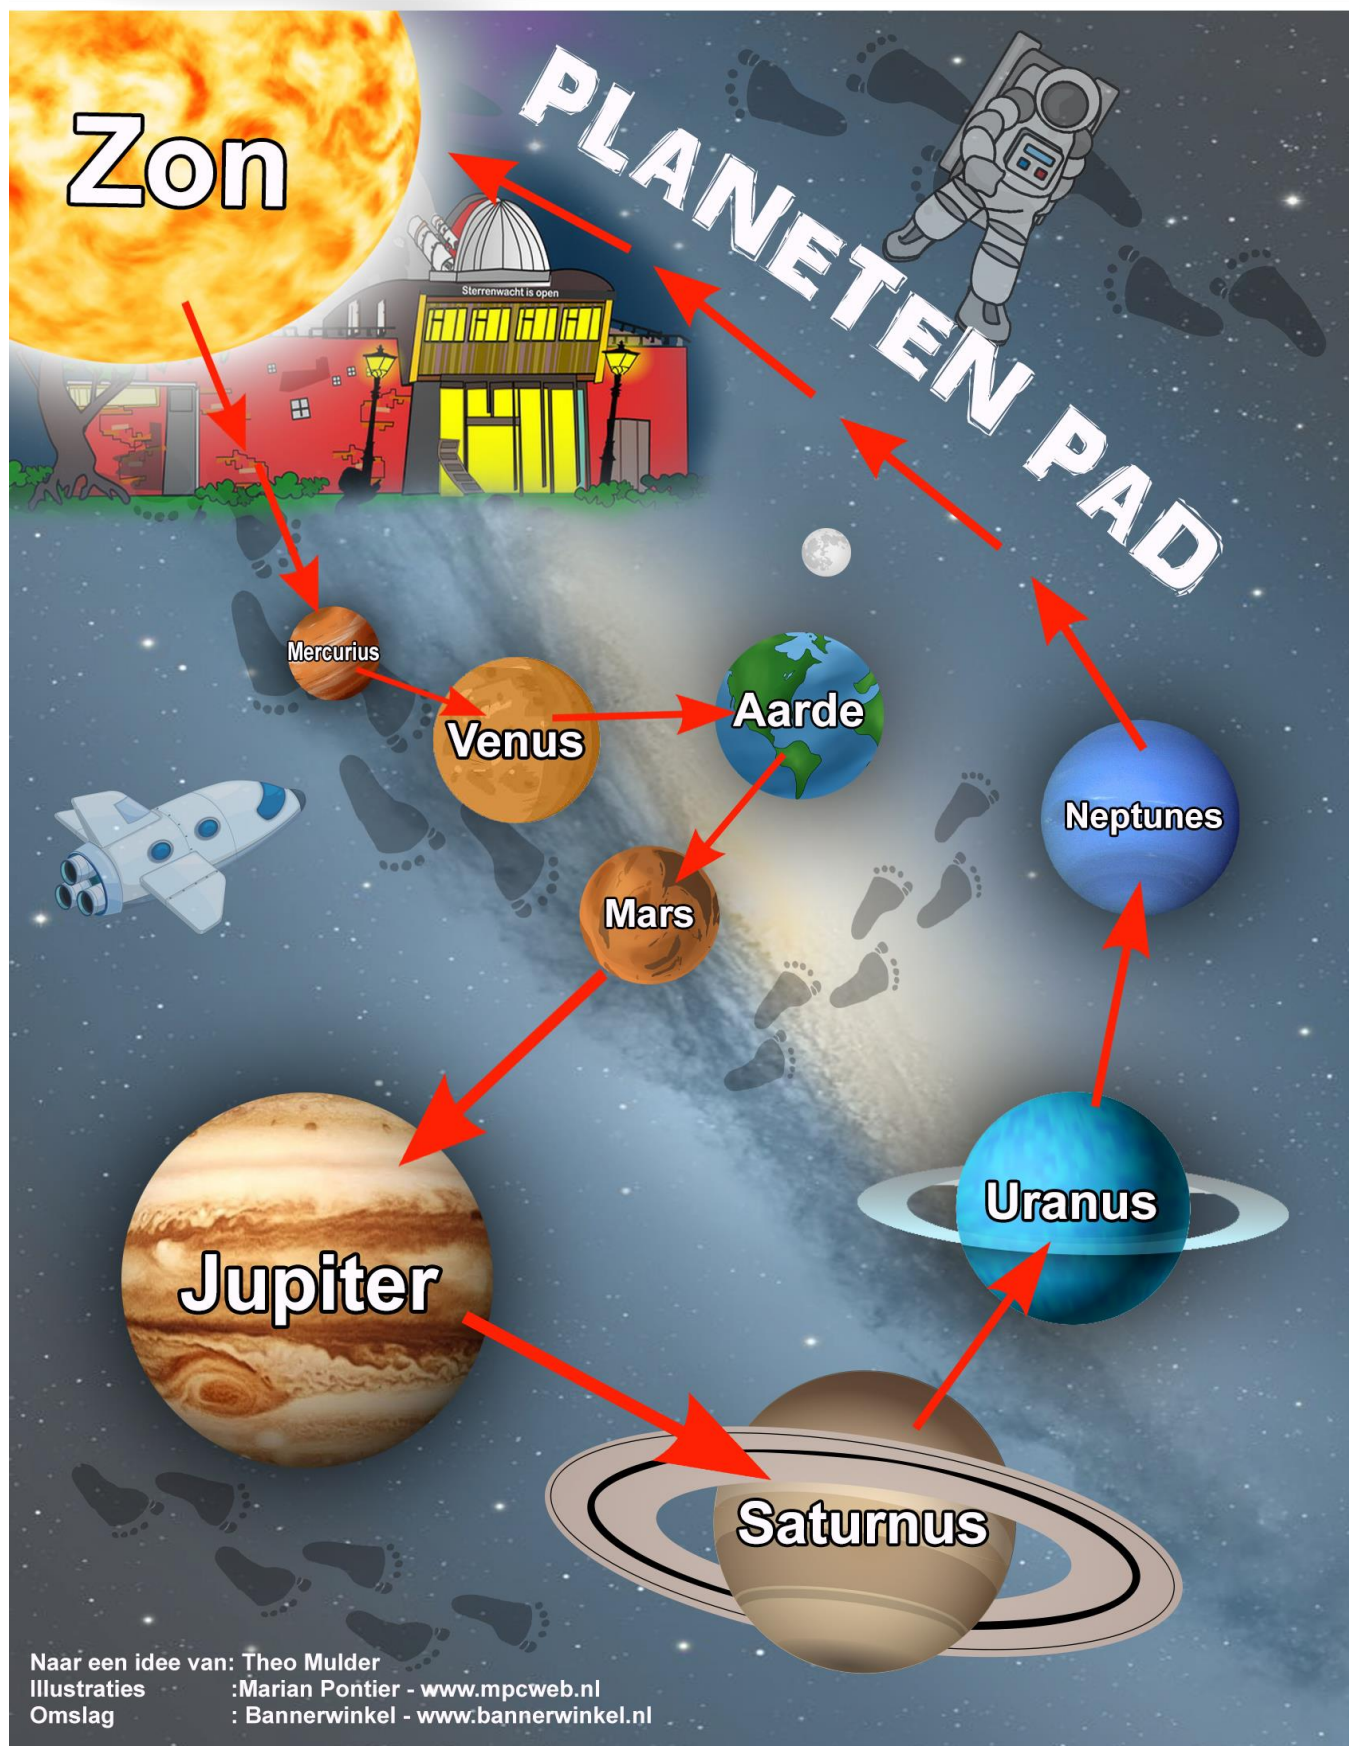 Zon
PLANETEN PAD
Sterrenwacht is open
Mercurius
Venus
Aarde
Neptunes
Mars
Uranus
Jupiter
Saturnus
Naar een idee van: Theo Mulder
Illustraties :Marian Pontier - www.mpcweb.nl
Omslag : Bannerwinkel - www.bannerwinkel.nl